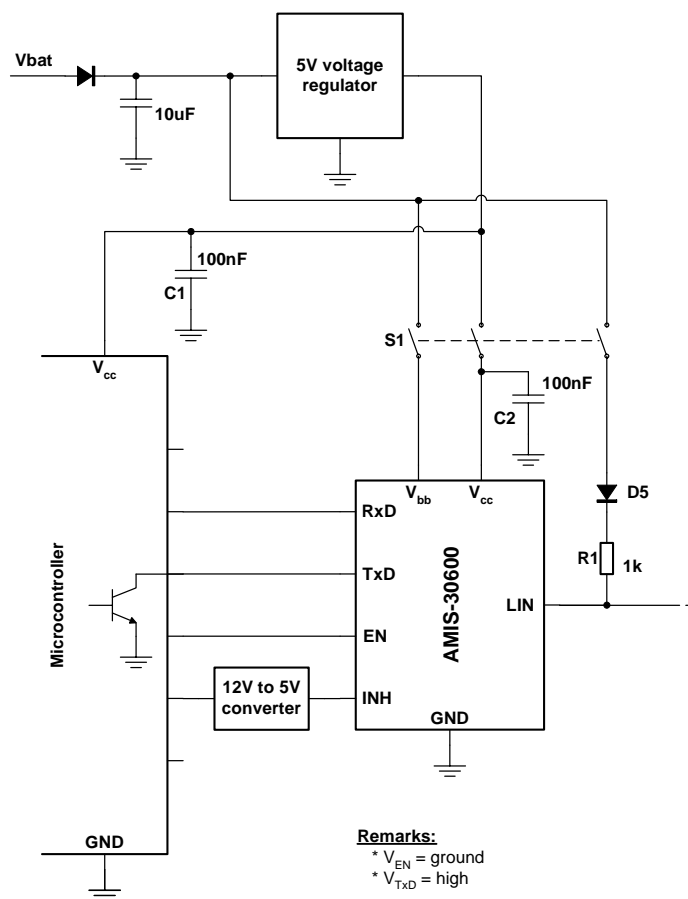 Vbat
5V voltage
regulator
10uF
100nF
C1
S1
100nF
C2
Vcc
Vbb
Vcc
D5
RxD
R1
1k
Microcontroller
TxD
AMIS-30600
LIN
EN
12V to 5V
converter
INH
GND
GND
Remarks:
* VEN = ground
* VTxD = high